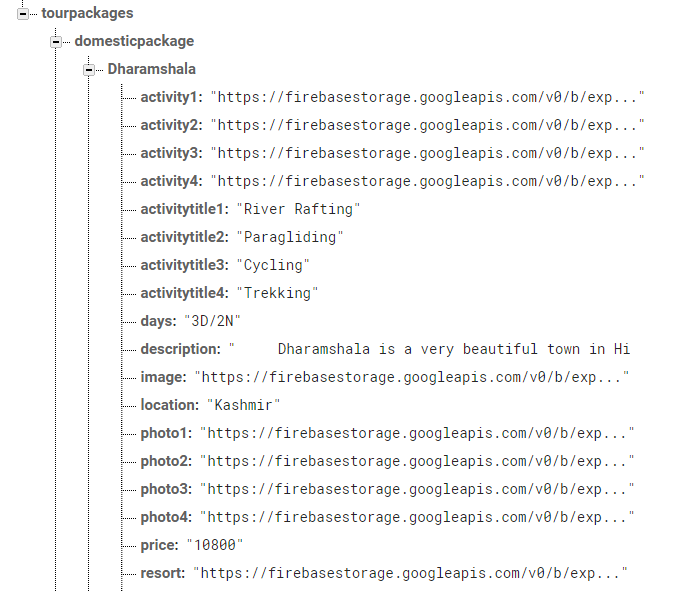 tourpackages
domesticpackage
Dharamshala
activity1: "https://firebasestorage.googleapis.com/v0/b/exp..."
activity2: "https://firebasestorage.googleapis.com/v0/b/exp..."
activity3: "https://firebasestorage.googleapis.com/v0/b/exp..."
activity4: "https://firebasestorage.googleapis.com/v0/b/exp..."
activitytitle1: "River Rafting"
activitytitle2: "Paragliding"
activitytitle3: "Cycling"
activitytitle4: "Trekking"
days: "3D/2N"
description: " Dharamshala is a very beautiful town in Hi
image: "https://firebasestorage.googleapis.com/v0/b/exp..."
location: "Kashmir"
photo1: "https://firebasestorage.googleapis.com/v0/b/exp..."
photo2: "https://firebasestorage.googleapis.com/v0/b/exp..."
photo3: "https://firebasestorage.googleapis.com/v0/b/exp..."
photo4: "https://firebasestorage.googleapis.com/v0/b/exp..."
price: "10800"
resort: "https://firebasestorage.googleapis.com/v0/b/exp..."